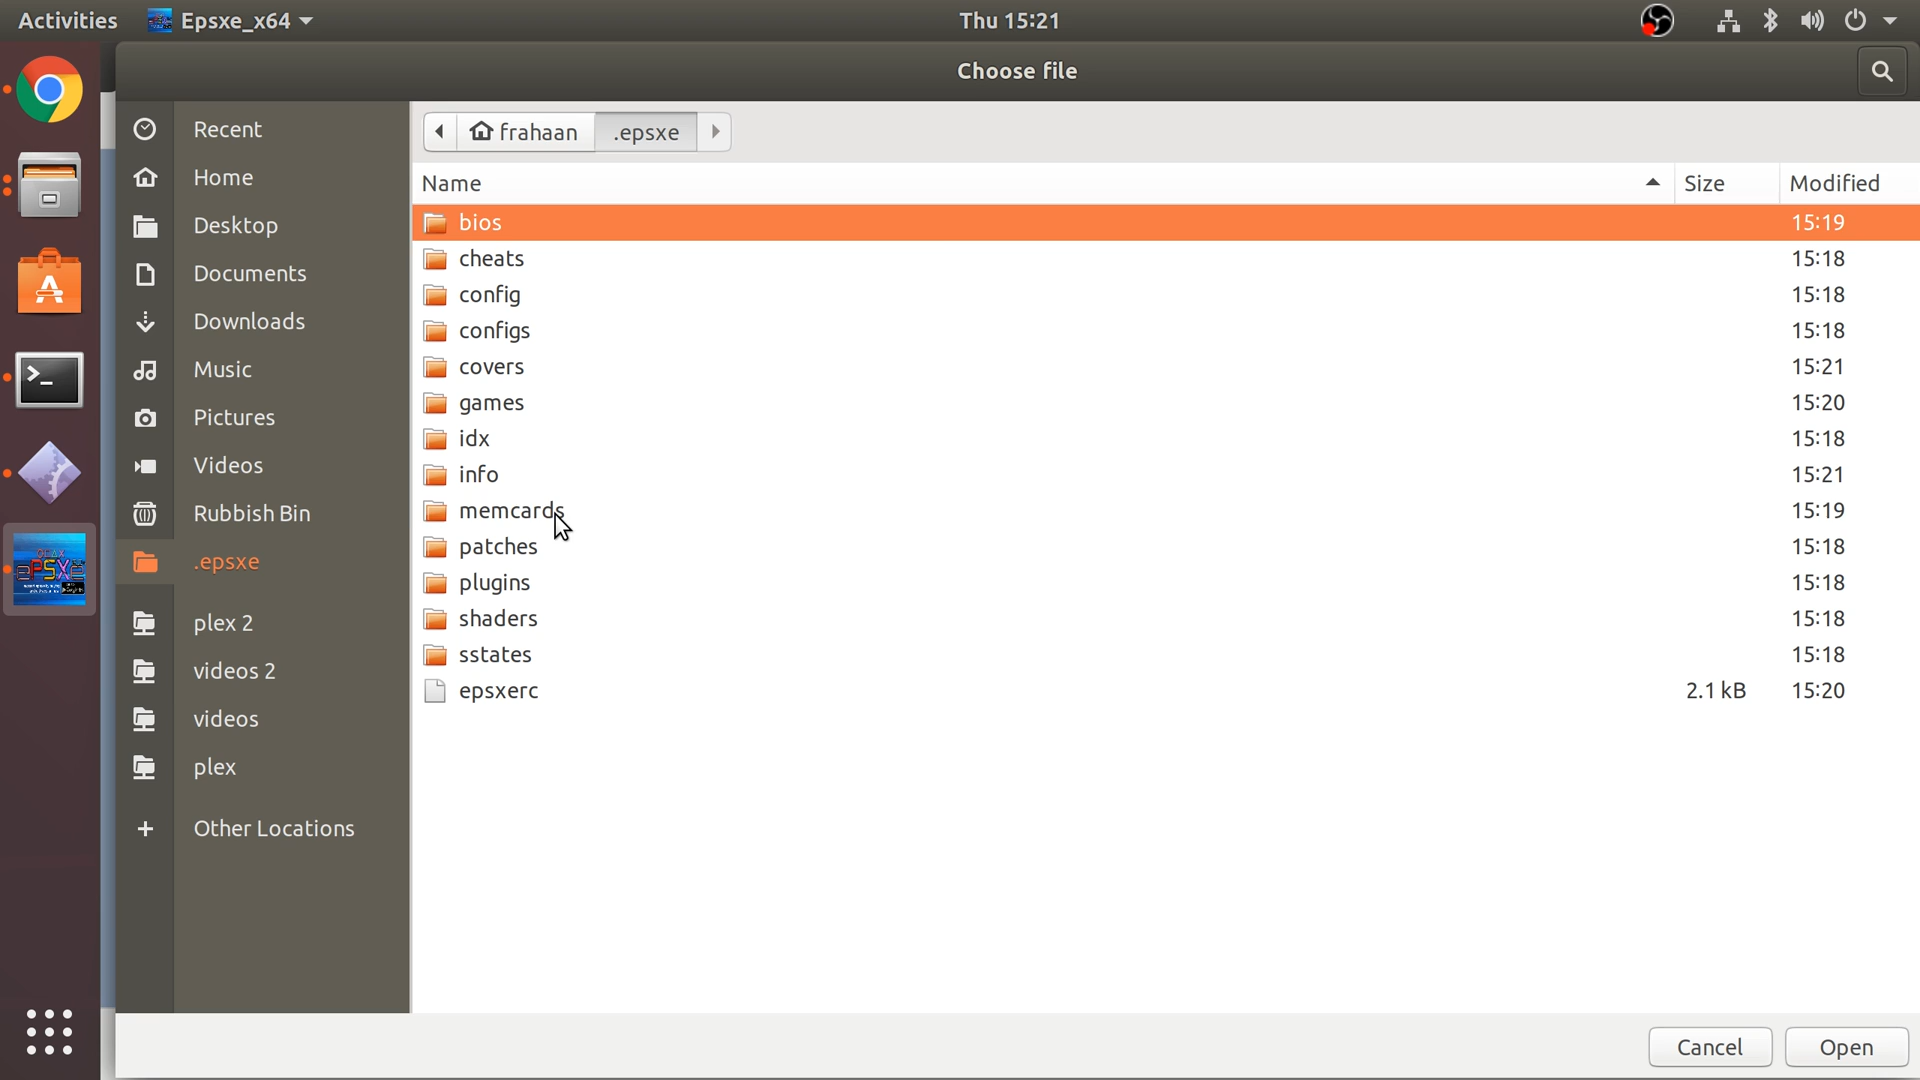 Activities Epsxe_x64 Thu 15:21
Choose file
Recent
Home
Desktop
Documents
Downloads
Music
Pictures
Videos
Rubbish Bin
.epsxe
plex 2
videos 2
videos
plex
Other Locations
frahaan .epsxe
Name Size Modified
bios 15:19
cheats 15:18
config 15:18
configs 15:18
covers 15:21
games 15:20
idx 15:18
info 15:21
memcards 15:19
patches 15:18
plugins 15:18
shaders 15:18
sstates 15:18
epsxerc 2.1 kB 15:20
Cancel Open
ePSXe